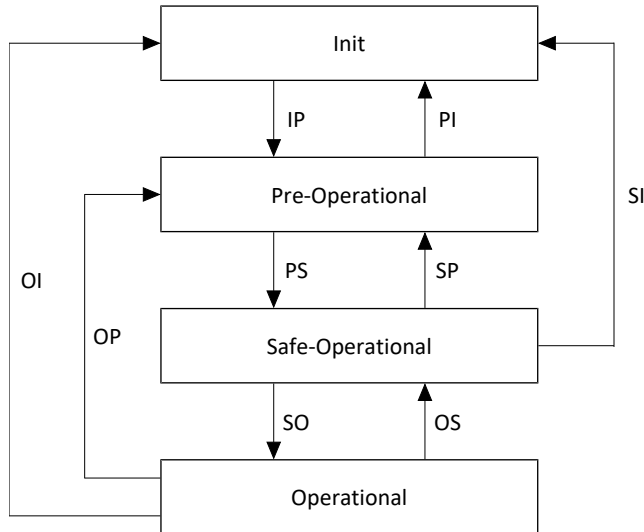 Init
IP
PI
Pre-Operational
SI
PS
SP
OI
OP
Safe-Operational
SO
OS
Operational